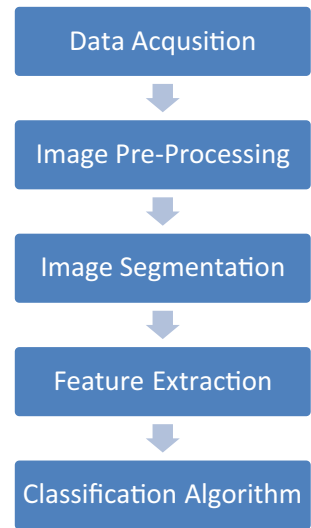 Data Acqusition
Image Pre-Processing
Image Segmentation
Feature Extraction
Classification Algorithm